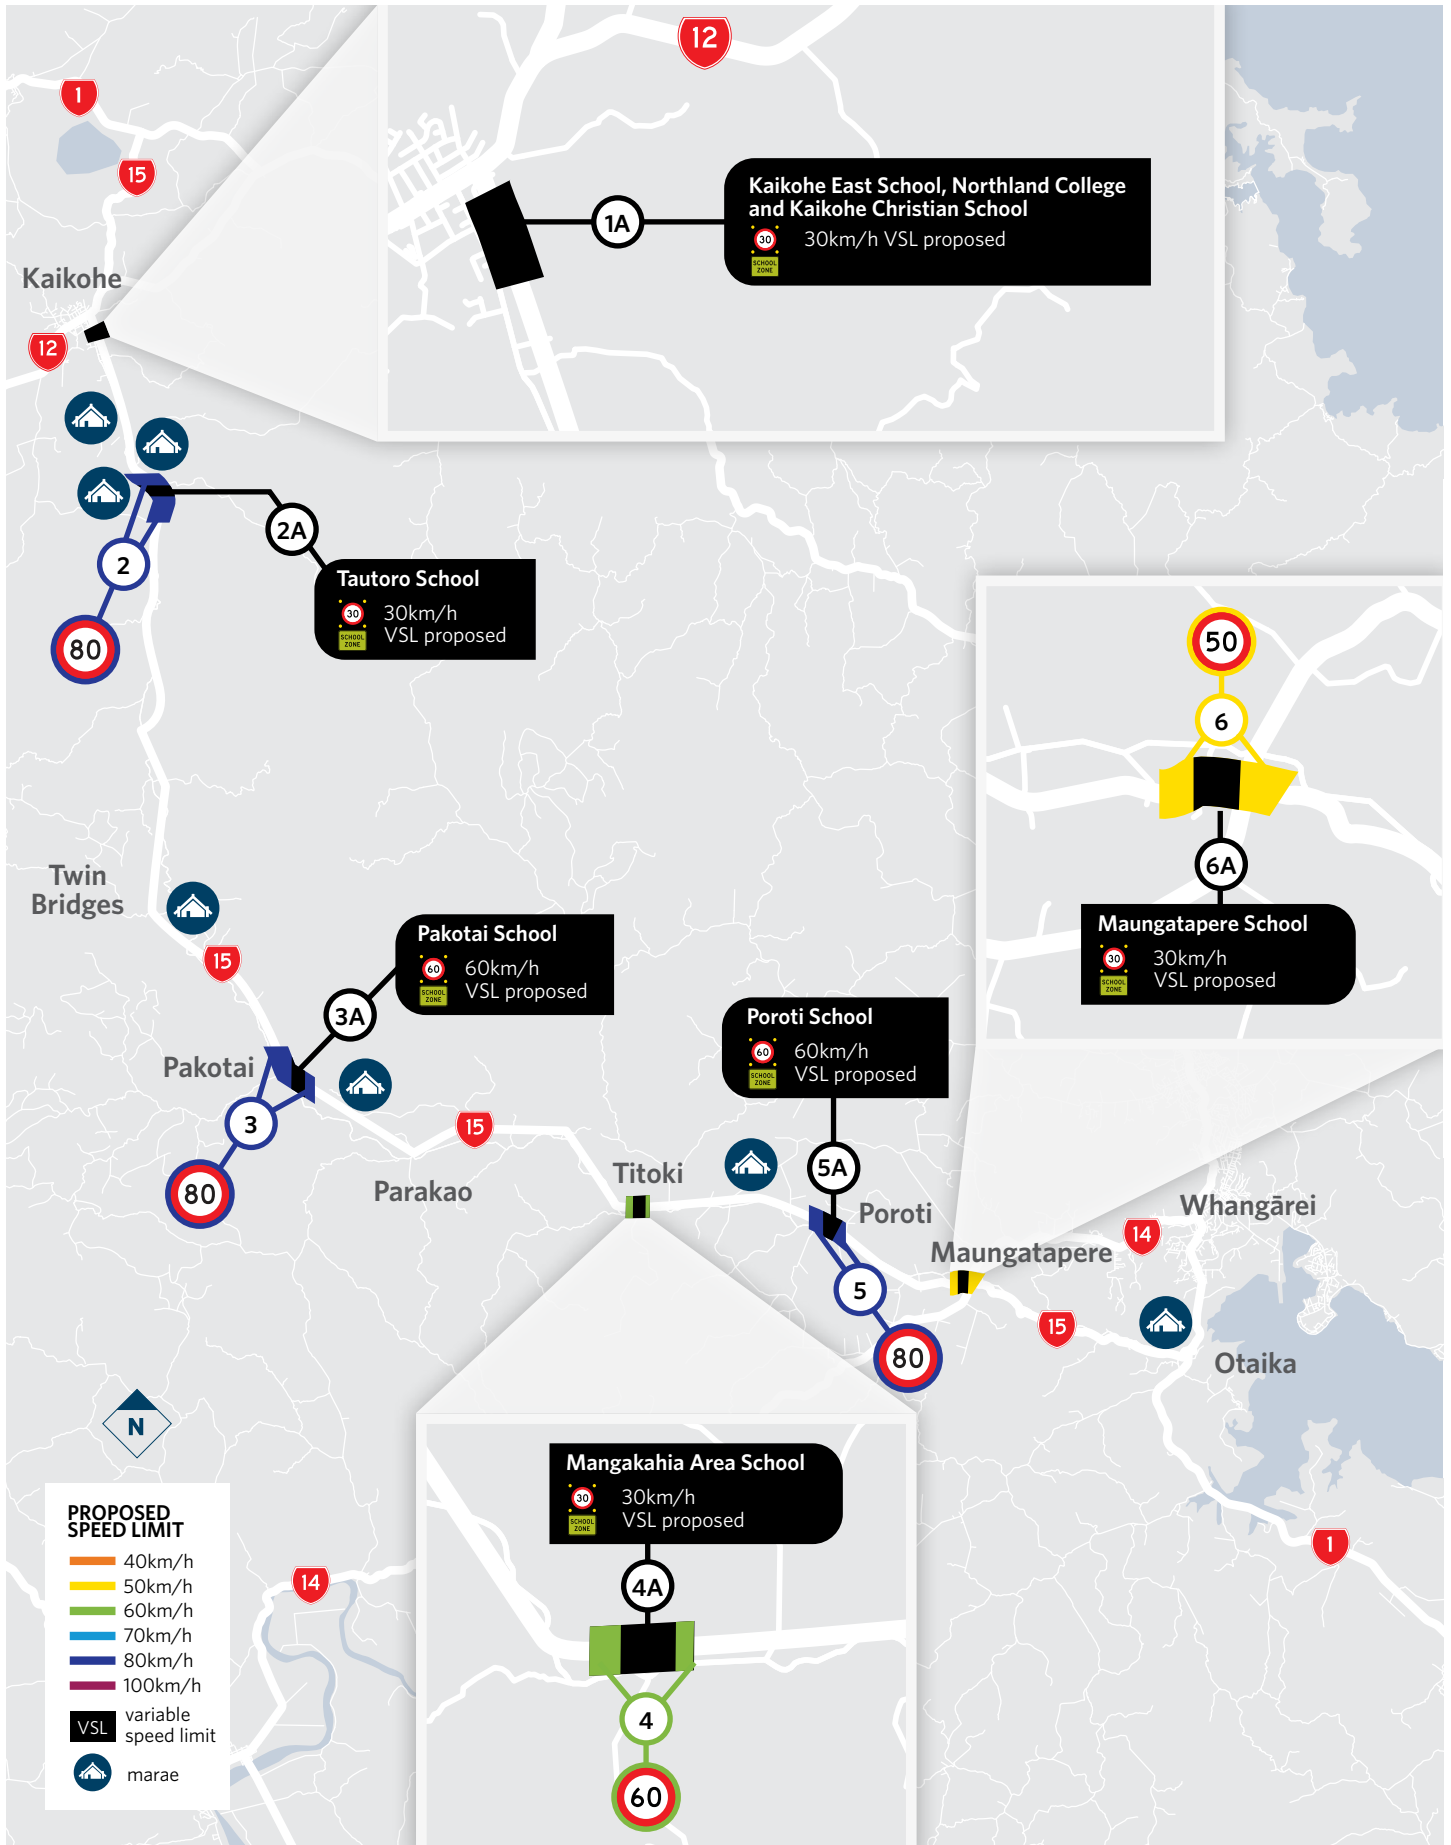 12
1
15
Kaikohe East School, Northland College
and Kaikohe Christian School
30
30km/h VSL proposed
SCHOOL
ZONE
1A
Kaikohe
12
2A
2
Tautoro School
30
30km/h
SCHOOL
ZONE
VSL proposed
80
50
6
6A
Maungatapere School
30
30km/h
SCHOOL
ZONE
VSL proposed
Twin
Bridges
15
Pakotai School
60
60km/h
SCHOOL
ZONE
VSL proposed
3A
Pakotai
3
80
Poroti School
60
60km/h
SCHOOL
ZONE
VSL proposed
5A
15
Parakao
Titoki
Poroti
5
80
Maungatapere
14
Whangārei
15
Otaika
N
Mangakahia Area School
30
30km/h
SCHOOL
ZONE
VSL proposed
4A
4
60
1
14
PROPOSED
SPEED LIMIT
40km/h
50km/h
60km/h
70km/h
80km/h
100km/h
VSL
variable
speed limit
marae